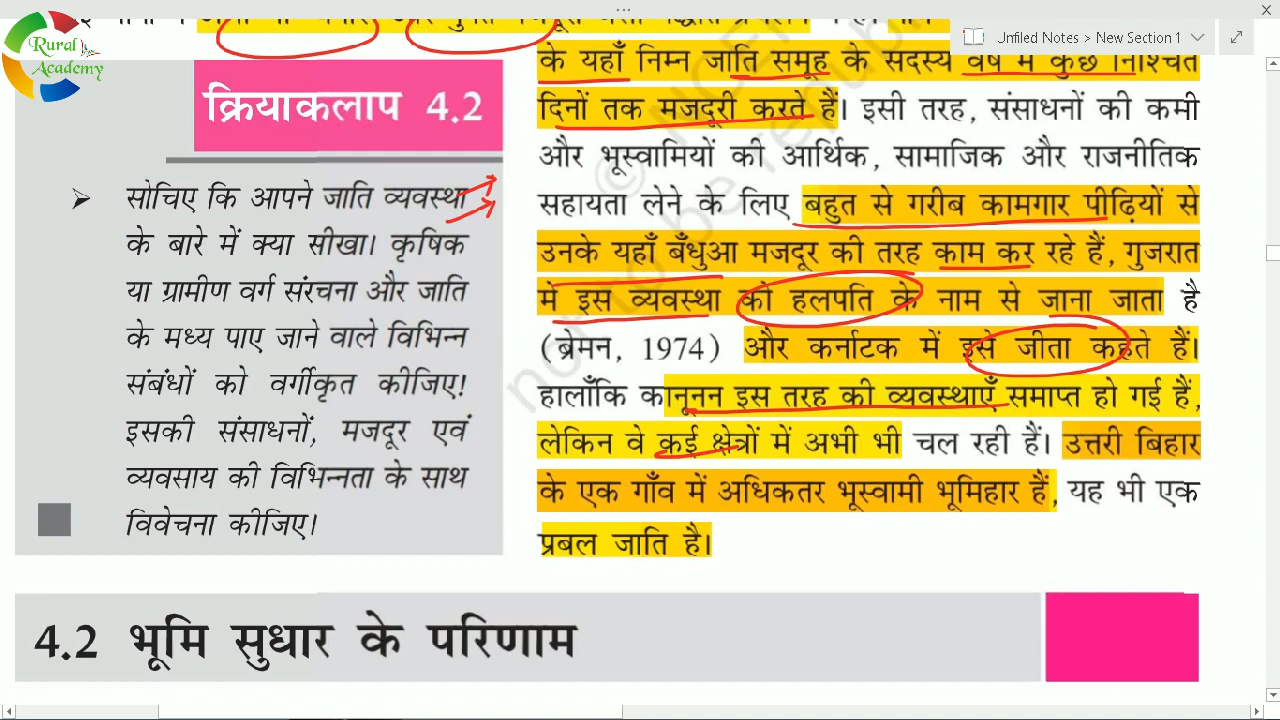 Rural
Academy
Unfiled Notes > New Section 1
क्रियाकलाप 4.2
सोचिए कि आपने जाति व्यवस्था
के बारे में क्या सीखा। कृषिक
या ग्रामीण वर्ग संरचना और जाति
के मध्य पाए जाने वाले विभिन्न
संबंधों को वर्गीकृत कीजिए!
इसकी संसाधनों, मजदूर एवं
व्यवसाय की विभिन्नता के साथ
विवेचना कीजिए।
के यहाँ निम्न जाति समूह के सदस्य वर्ष में कुछ निश्चित
दिनों तक मजदूरी करते हैं। इसी तरह, संसाधनों की कमी
और भूस्वामियों की आर्थिक, सामाजिक और राजनीतिक
सहायता लेने के लिए बहुत से गरीब कामगार पीढ़ियों से
उनके यहाँ बँधुआ मजदूर की तरह काम कर रहे हैं, गुजरात
में इस व्यवस्था को हलपति के नाम से जाना जाता है
(ब्रेमन, 1974) और कर्नाटक में इसे जीता कहते हैं।
हालाँकि कानूनन इस तरह की व्यवस्थाएँ समाप्त हो गई हैं,
लेकिन वे कई क्षेत्रों में अभी भी चल रही हैं। उत्तरी बिहार
के एक गाँव में अधिकतर भूस्वामी भूमिहार हैं, यह भी एक
प्रबल जाति है।
4.2 भूमि सुधार के परिणाम